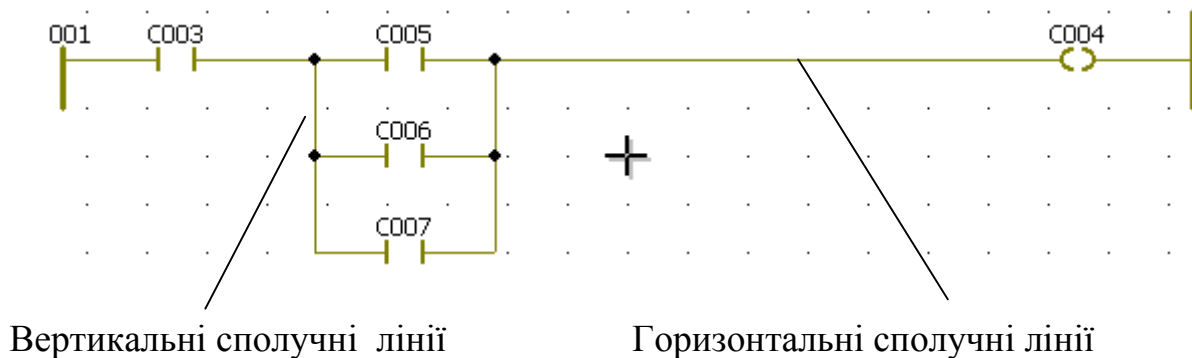 001 C003 C005 C004
C006
C007
Вертикальні сполучні лінії Горизонтальні сполучні лінії